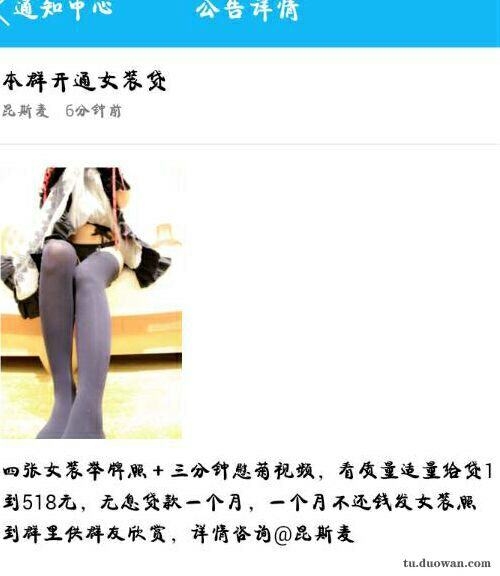 通知中心 公告详情
本群开通女装贷
昆斯麦 6分钟前
四张女装举牌照+三分钟慰菊视频，看质量适量给贷1
到518元，无息贷款一个月，一个月不还钱发女装照
到群里供群友欣赏，详情咨询@昆斯麦
tu.duowan.com